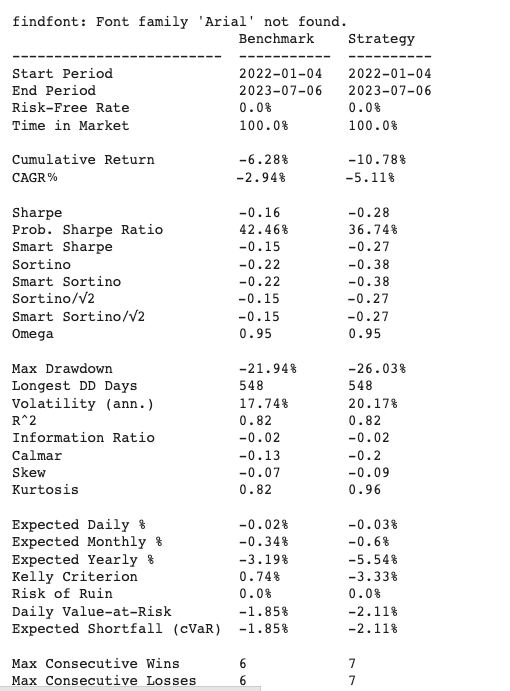 findfont: Font family 'Arial' not found.
Benchmark Strategy
------------------------- ----------- ----------
Start Period 2022-01-04 2022-01-04
End Period 2023-07-06 2023-07-06
Risk-Free Rate 0.0% 0.0%
Time in Market 100.0% 100.0%
Cumulative Return -6.28% -10.78%
CAGR% -2.94% -5.11%
Sharpe -0.16 -0.28
Prob. Sharpe Ratio 42.46% 36.74%
Smart Sharpe -0.15 -0.27
Sortino -0.22 -0.38
Smart Sortino -0.22 -0.38
Sortino/√2 -0.15 -0.27
Smart Sortino/√2 -0.15 -0.27
Omega 0.95 0.95
Max Drawdown -21.94% -26.03%
Longest DD Days 548 548
Volatility (ann.) 17.74% 20.17%
R^2 0.82 0.82
Information Ratio -0.02 -0.02
Calmar -0.13 -0.2
Skew -0.07 -0.09
Kurtosis 0.82 0.96
Expected Daily % -0.02% -0.03%
Expected Monthly % -0.34% -0.6%
Expected Yearly % -3.19% -5.54%
Kelly Criterion 0.74% -3.33%
Risk of Ruin 0.0% 0.0%
Daily Value-at-Risk -1.85% -2.11%
Expected Shortfall (cVaR) -1.85% -2.11%
Max Consecutive Wins 6 7
Max Consecutive Losses 6 7